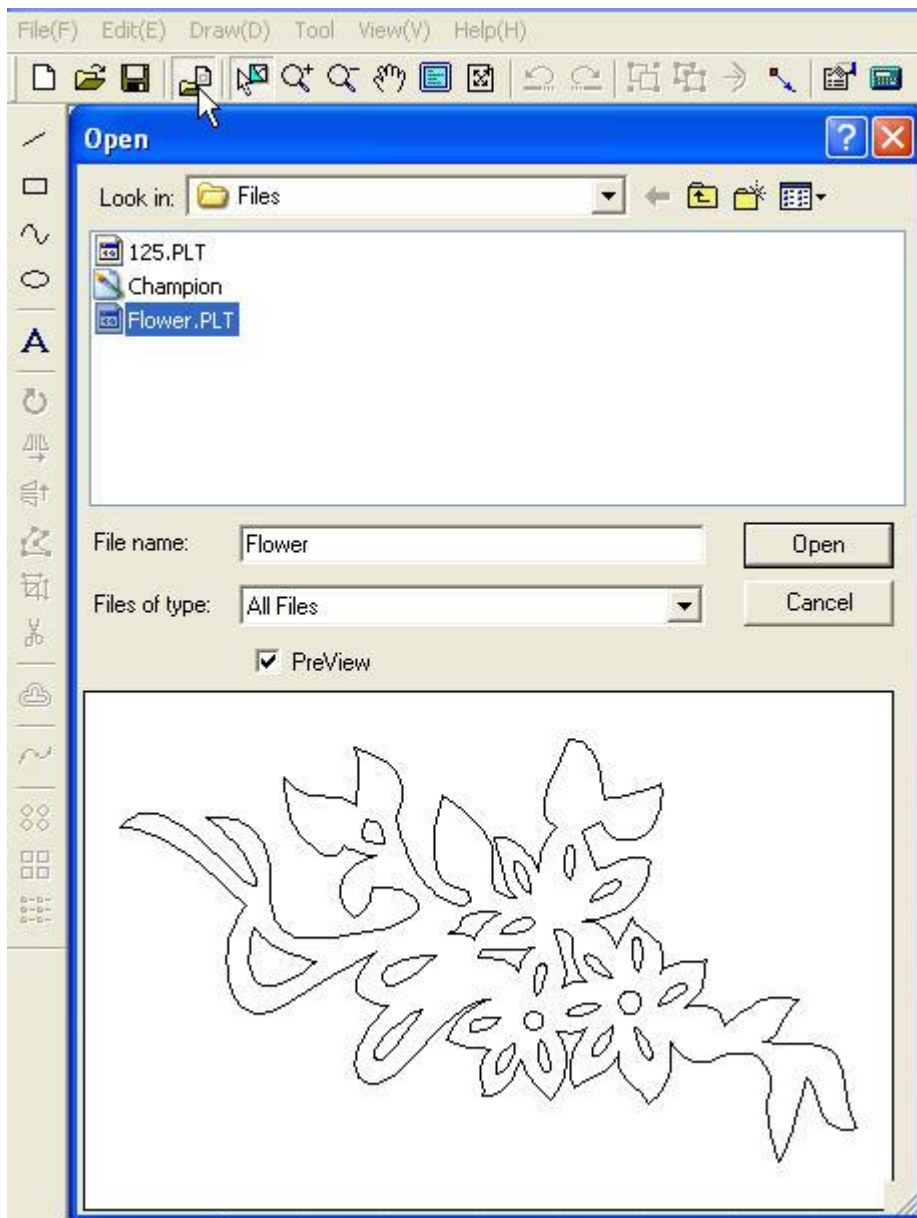 File(F) Edit(E) Draw(D) Tool View(V) Help(H)
Open
Look in: Files
125.PLT
Champion
Flower.PLT
File name: Flower Open
Files of type: All Files Cancel
PreView
A